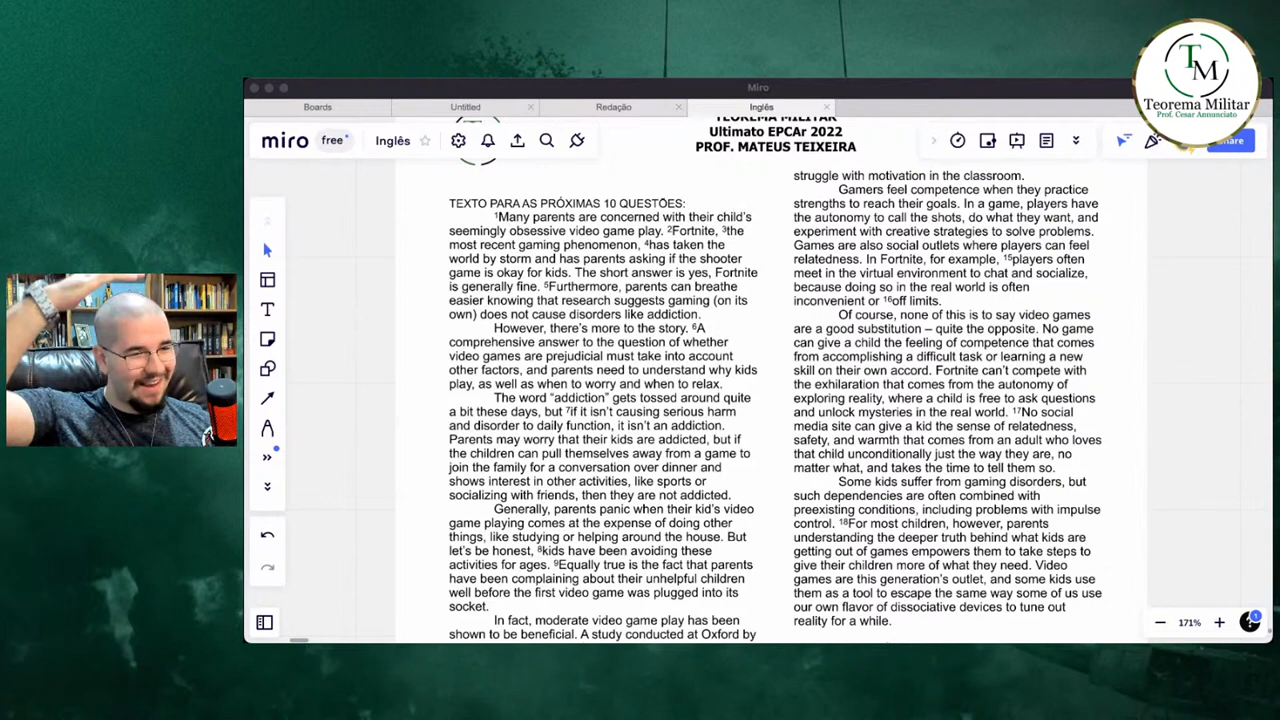 TM
Teorema Militar
Prof. Cesar Annunciato
Miro
Boards
Untitled
Redação
Inglês
miro
free
Inglês
TEOREMA MILITAR
Ultimato EPCAr 2022
PROF. MATEUS TEIXEIRA
Share
TEXTO PARA AS PRÓXIMAS 10 QUESTÕES:
¹Many parents are concerned with their child’s
seemingly obsessive video game play. ²Fortnite, ³the
most recent gaming phenomenon, ⁴has taken the
world by storm and has parents asking if the shooter
game is okay for kids. The short answer is yes, Fortnite
is generally fine. ⁵Furthermore, parents can breathe
easier knowing that research suggests gaming (on its
own) does not cause disorders like addiction.
However, there’s more to the story. ⁶A
comprehensive answer to the question of whether
video games are prejudicial must take into account
other factors, and parents need to understand why kids
play, as well as when to worry and when to relax.
The word “addiction” gets tossed around quite
a bit these days, but ⁷if it isn’t causing serious harm
and disorder to daily function, it isn’t an addiction.
Parents may worry that their kids are addicted, but if
the children can pull themselves away from a game to
join the family for a conversation over dinner and
shows interest in other activities, like sports or
socializing with friends, then they are not addicted.
Generally, parents panic when their kid’s video
game playing comes at the expense of doing other
things, like studying or helping around the house. But
let’s be honest, ⁸kids have been avoiding these
activities for ages. ⁹Equally true is the fact that parents
have been complaining about their unhelpful children
well before the first video game was plugged into its
socket.
In fact, moderate video game play has been
shown to be beneficial. A study conducted at Oxford by
struggle with motivation in the classroom.
Gamers feel competence when they practice
strengths to reach their goals. In a game, players have
the autonomy to call the shots, do what they want, and
experiment with creative strategies to solve problems.
Games are also social outlets where players can feel
relatedness. In Fortnite, for example, ¹⁵players often
meet in the virtual environment to chat and socialize,
because doing so in the real world is often
inconvenient or ¹⁶off limits.
Of course, none of this is to say video games
are a good substitution – quite the opposite. No game
can give a child the feeling of competence that comes
from accomplishing a difficult task or learning a new
skill on their own accord. Fortnite can’t compete with
the exhilaration that comes from the autonomy of
exploring reality, where a child is free to ask questions
and unlock mysteries in the real world. ¹⁷No social
media site can give a kid the sense of relatedness,
safety, and warmth that comes from an adult who loves
that child unconditionally just the way they are, no
matter what, and takes the time to tell them so.
Some kids suffer from gaming disorders, but
such dependencies are often combined with
preexisting conditions, including problems with impulse
control. ¹⁸For most children, however, parents
understanding the deeper truth behind what kids are
getting out of games empowers them to take steps to
give their children more of what they need. Video
games are this generation’s outlet, and some kids use
them as a tool to escape the same way some of us use
our own flavor of dissociative devices to tune out
reality for a while.
171%
1